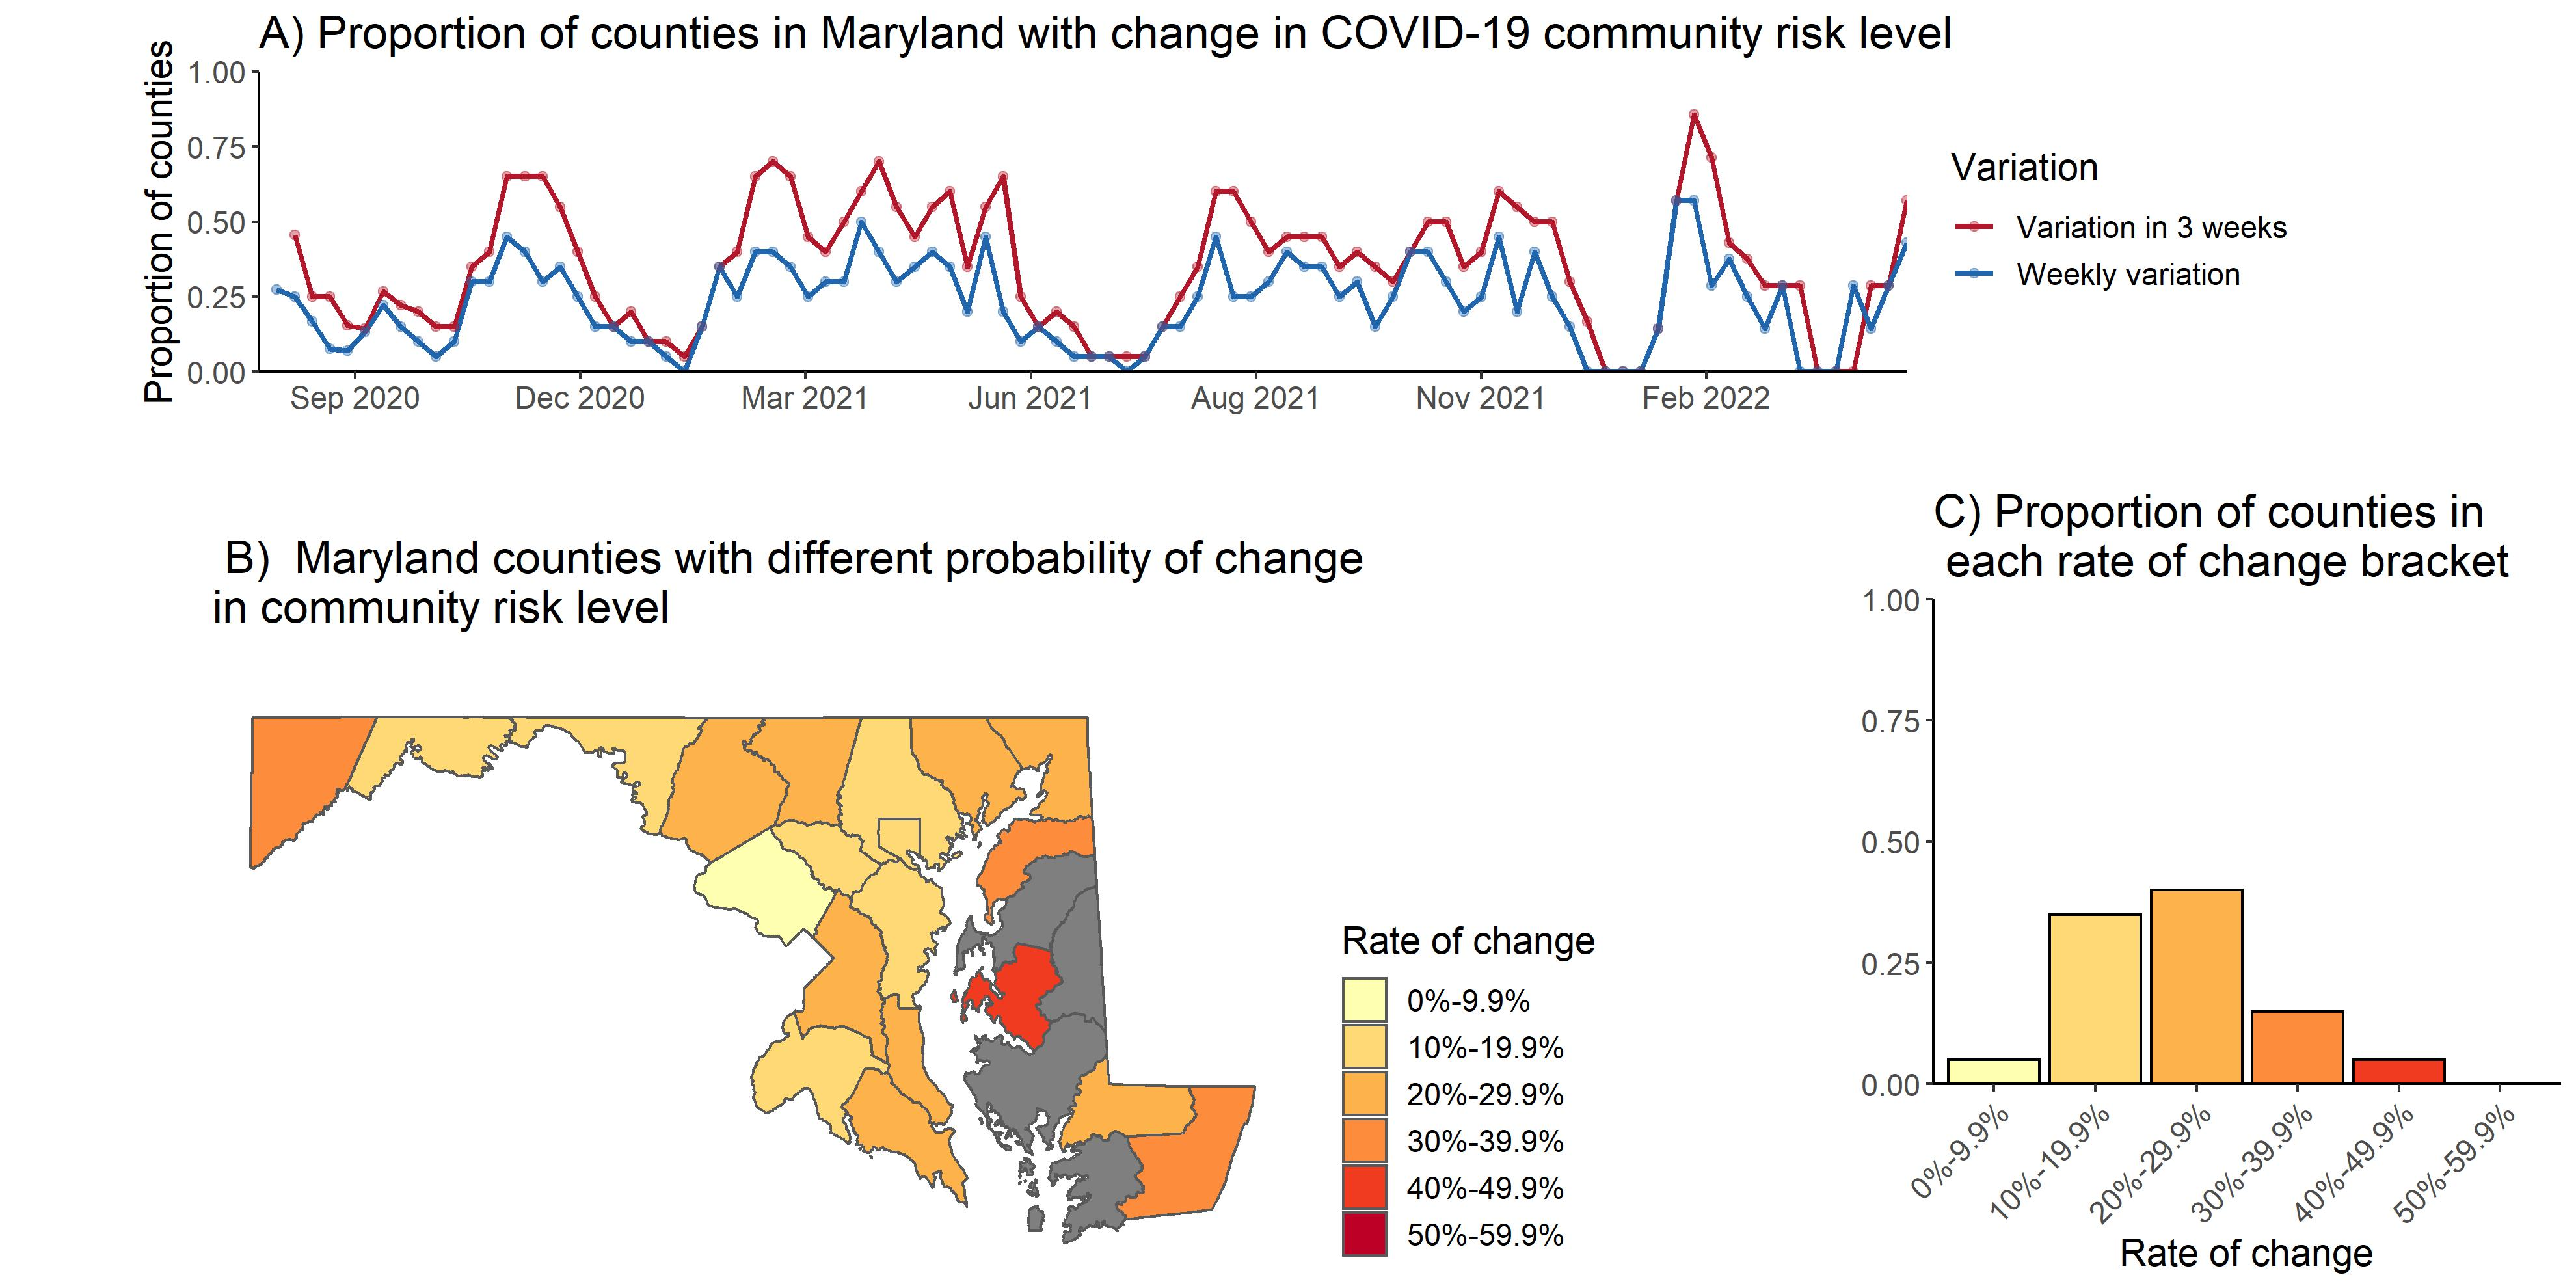 A) Proportion of counties in Maryland with change in COVID-19 community risk level
Proportion of counties
1.00
0.75
0.50
0.25
0.00
Sep 2020
Dec 2020
Mar 2021
Jun 2021
Aug 2021
Nov 2021
Feb 2022
Variation
Variation in 3 weeks
Weekly variation
B) Maryland counties with different probability of change
in community risk level
Rate of change
0%-9.9%
10%-19.9%
20%-29.9%
30%-39.9%
40%-49.9%
50%-59.9%
C) Proportion of counties in
each rate of change bracket
1.00
0.75
0.50
0.25
0.00
0%-9.9%
10%-19.9%
20%-29.9%
30%-39.9%
40%-49.9%
50%-59.9%
Rate of change